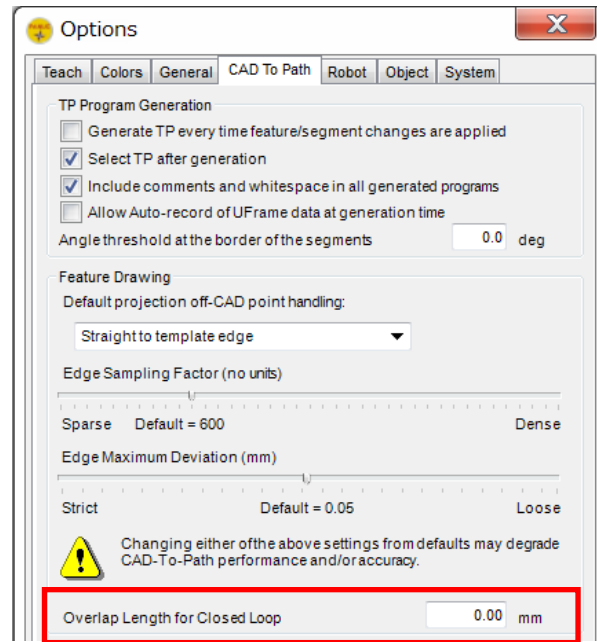 Options
X
Teach Colors General CAD To Path Robot Object System
TP Program Generation
Generate TP every time feature/segment changes are applied
Select TP after generation
Include comments and whitespace in all generated programs
Allow Auto-record of UFrame data at generation time
Angle threshold at the border of the segments 0.0 deg
Feature Drawing
Default projection off-CAD point handling:
Straight to template edge
Edge Sampling Factor (no units)
Sparse Default = 600 Dense
Edge Maximum Deviation (mm)
Strict Default = 0.05 Loose
Changing either of the above settings from defaults may degrade
CAD-To-Path performance and/or accuracy.
Overlap Length for Closed Loop 0.00 mm